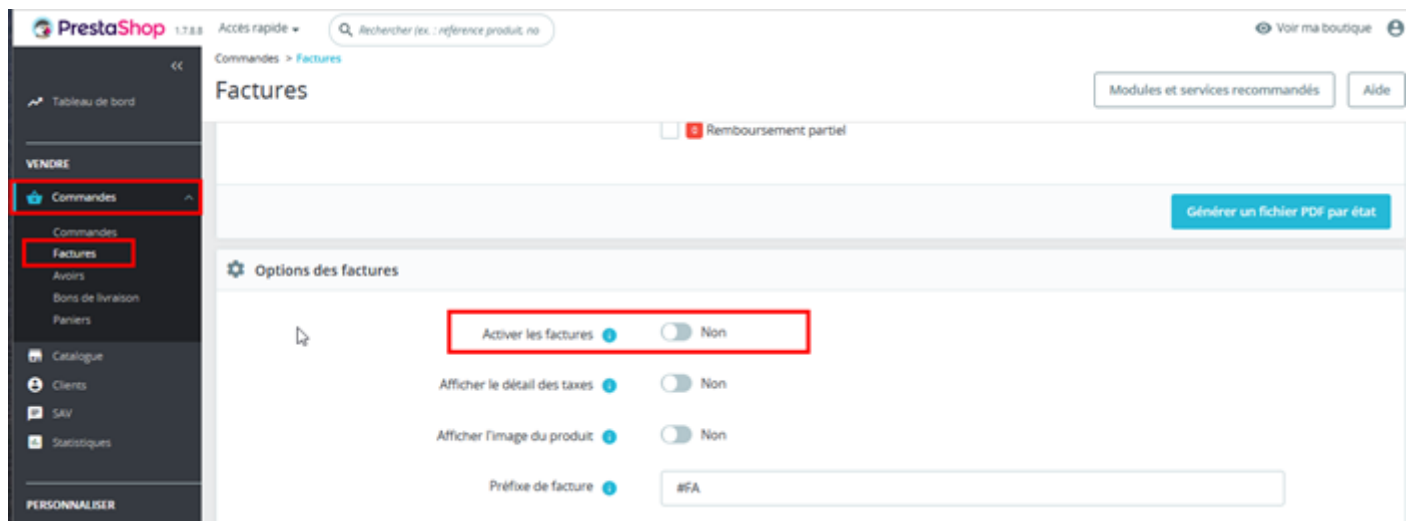 PrestaShop 1.7.8.8 Accès rapide Rechercher (ex. : référence produit, no Voir ma boutique
Commandes > Factures
Factures
Modules et services recommandés Aide
Tableau de bord
VENDRE
Commandes
Commandes
Factures
Avoirs
Bons de livraison
Paniers
Catalogue
Clients
SAV
Statistiques
PERSONNALISER
0 Remboursement partiel
Générer un fichier PDF par état
Options des factures
Activer les factures Non
Afficher le détail des taxes Non
Afficher l'image du produit Non
Préfixe de facture #FA